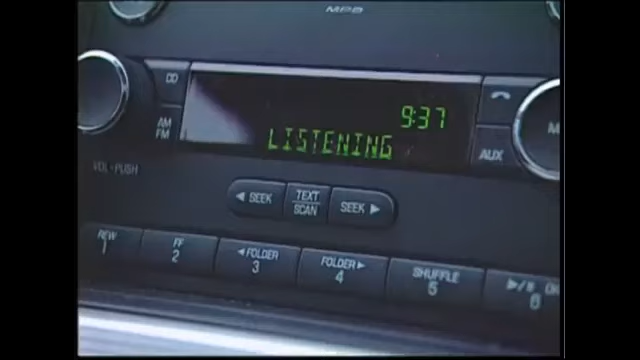 MP3
9:37
LISTENING
AM
FM
AUX
VOL-PUSH
◄ SEEK
TEXT
SCAN
SEEK ►
REW
1
FF
2
◄FOLDER
3
FOLDER►
4
SHUFFLE
5
►/II
6